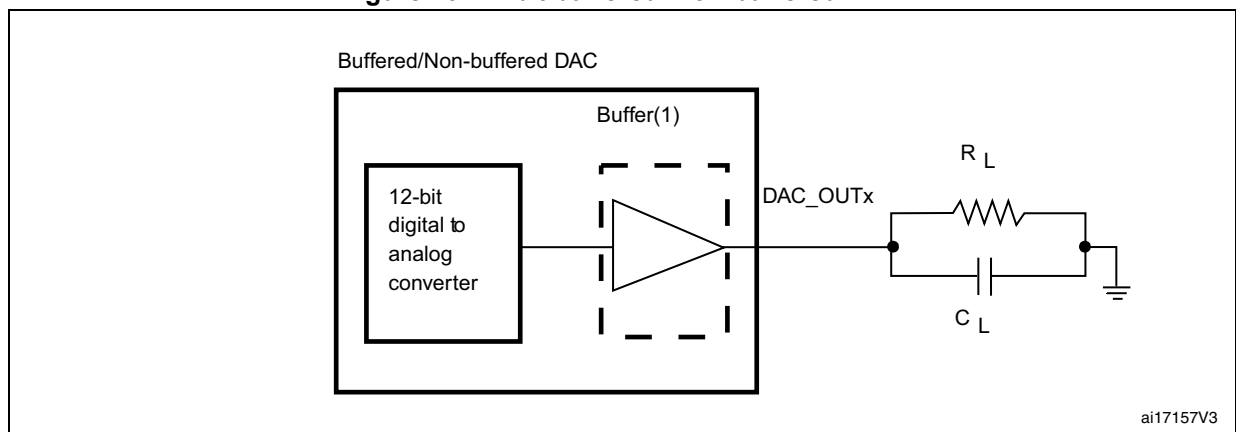 Buffered/Non-buffered DAC
Buffer(1)
12-bit
digital to
analog
converter
DAC_OUTx
R L
C L
ai17157V3